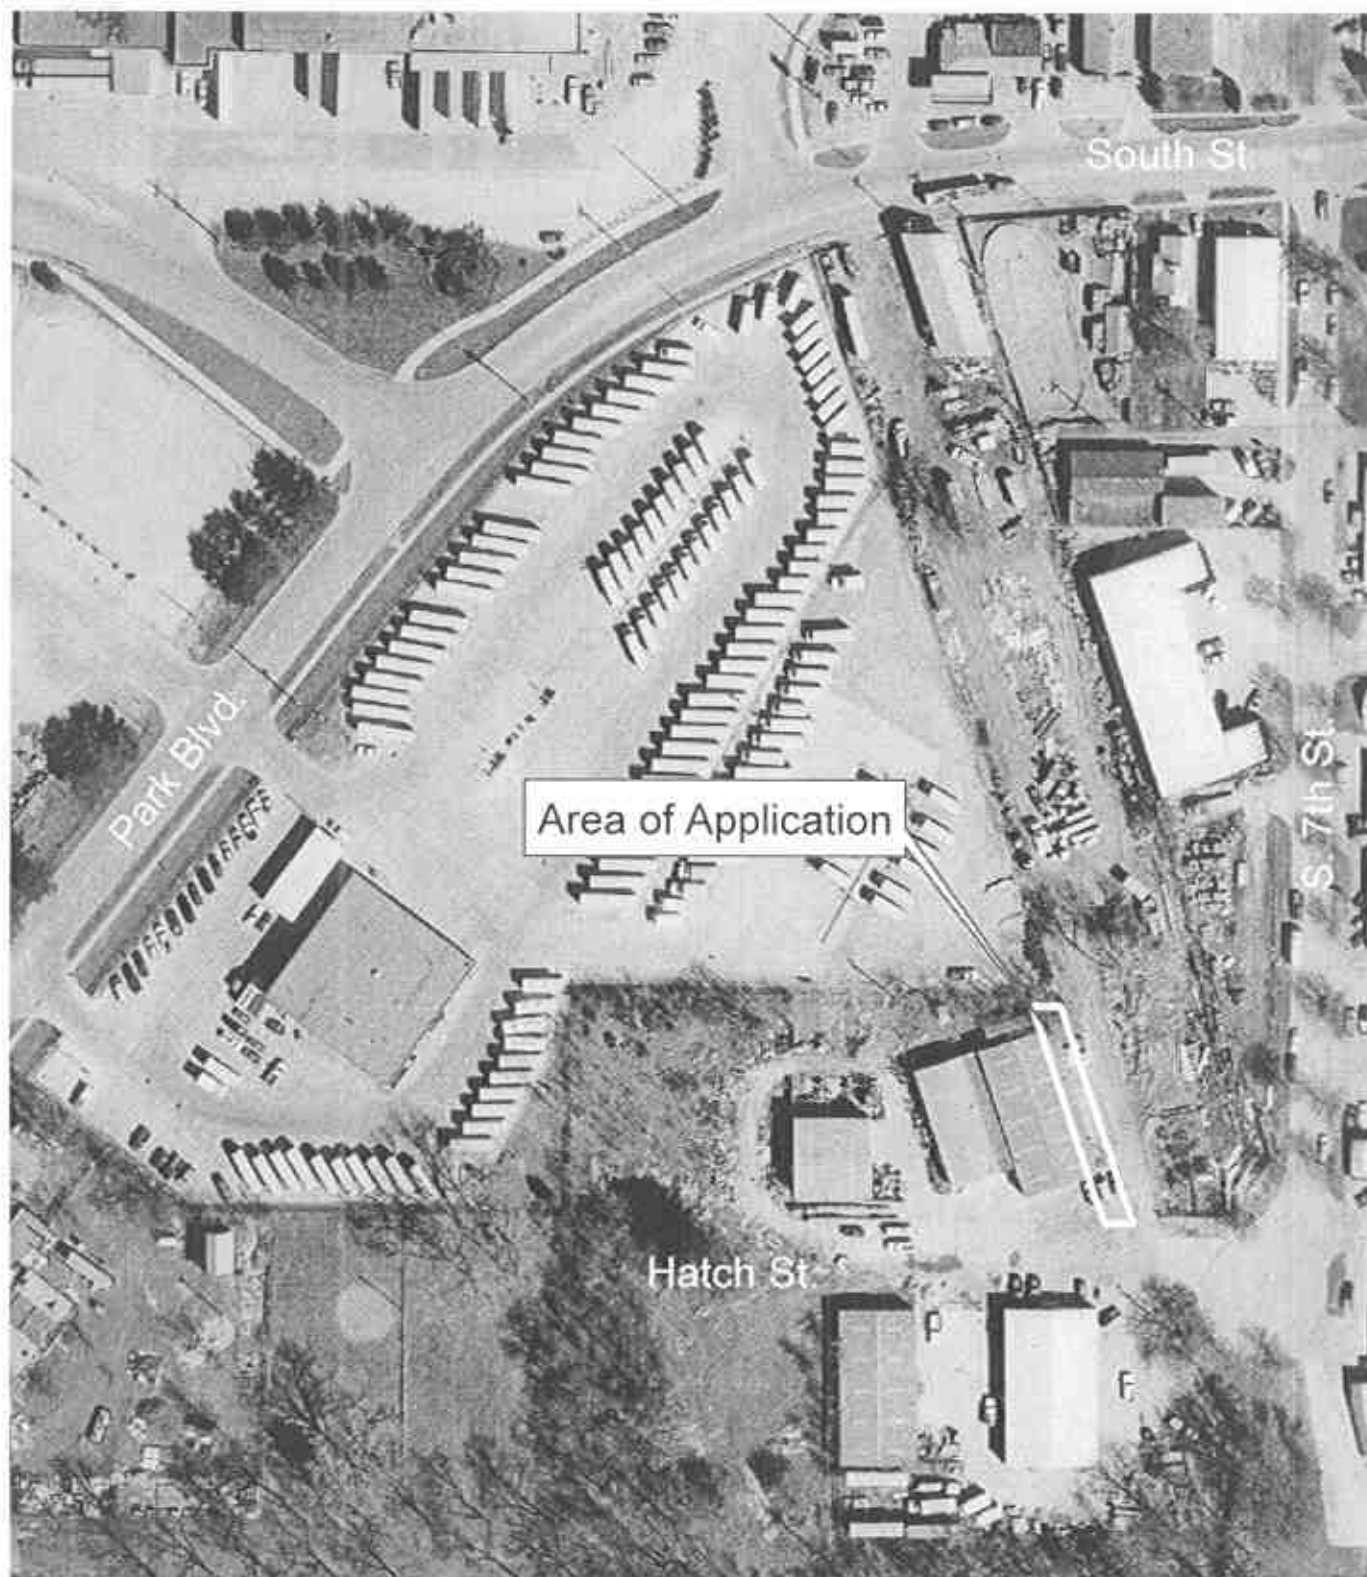 South St
Park Blvd.
Area of Application
S. 7th St.
Hatch St.